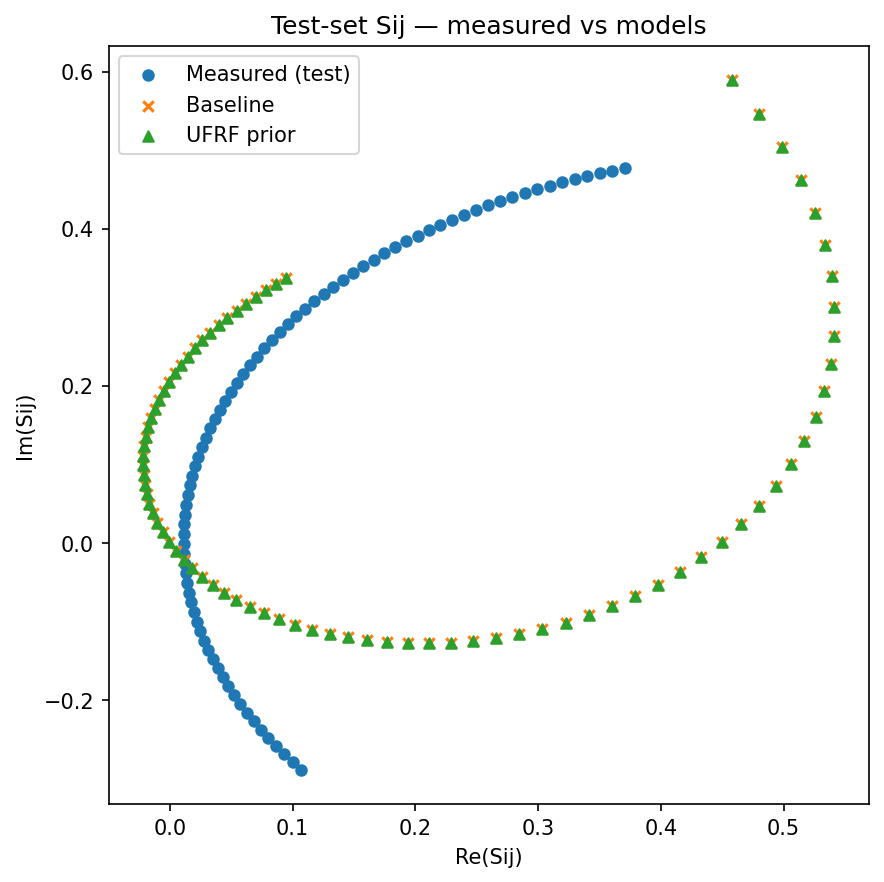 Test-set Sij — measured vs models
Measured (test)
Baseline
UFRF prior
0.6
0.4
0.2
0.0
−0.2
Im(Sij)
0.0
0.1
0.2
0.3
0.4
0.5
Re(Sij)